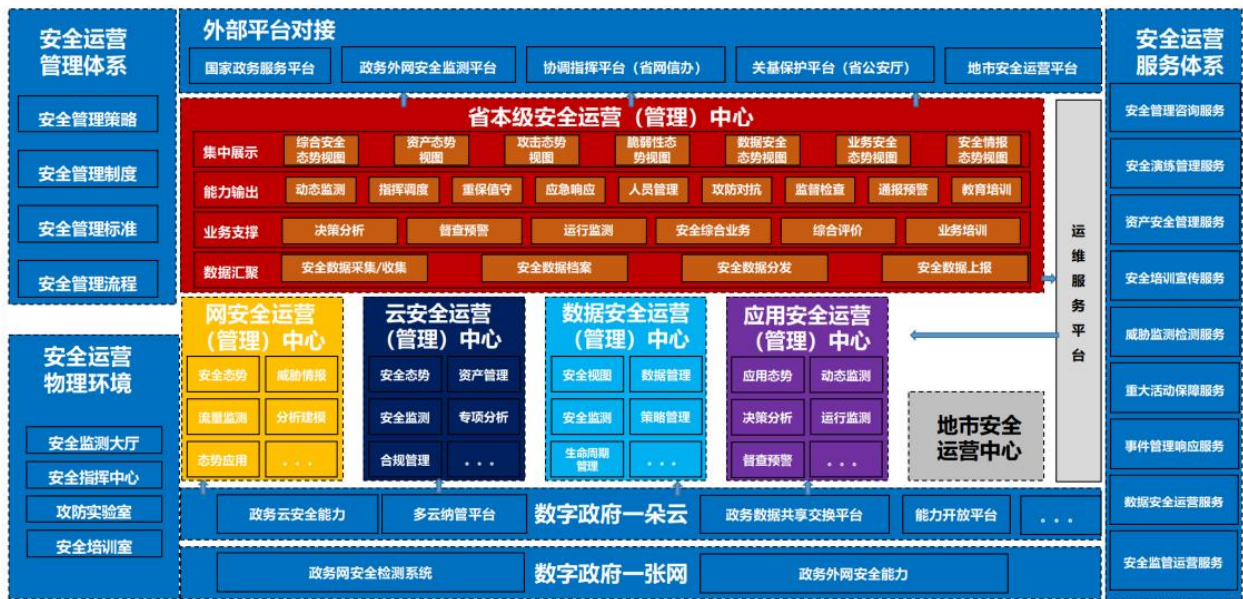 安全运营
管理体系
安全管理策略
安全管理制度
安全管理标准
安全管理流程
安全运营
物理环境
安全监测大厅
安全指挥中心
攻防实验室
安全培训室
外部平台对接
国家政务服务平台
政务外网安全监测平台
协调指挥平台（省网信办）
关基保护平台（省公安厅）
地市安全运营平台
省本级安全运营（管理）中心
集中展示
综合安全
态势视图
资产态势
视图
攻击态势
视图
脆弱性态
势视图
数据安全
态势视图
业务安全
态势视图
安全情报
态势视图
能力输出
动态监测
指挥调度
重保值守
应急响应
人员管理
攻防对抗
监督检查
通报预警
教育培训
业务支撑
决策分析
督查预警
运行监测
安全综合业务
综合评价
业务培训
数据汇聚
安全数据采集/收集
安全数据档案
安全数据分发
安全数据上报
网安全运营
（管理）中心
安全态势
威胁情报
流量监测
分析建模
态势应用
...
云安全运营
（管理）中心
安全态势
资产管理
安全监测
专项分析
合规管理
...
数据安全运营
（管理）中心
安全视图
数据管理
安全监测
策略管理
生命周期
管理
...
应用安全运营
（管理）中心
应用态势
动态监测
决策分析
运行监测
督查预警
...
地市安全
运营中心
运
维
服
务
平
台
政务云安全能力
多云纳管平台
数字政府一朵云
政务数据共享交换平台
能力开放平台
...
政务网安全检测系统
数字政府一张网
政务外网安全能力
安全运营
服务体系
安全管理咨询服务
安全演练管理服务
资产安全管理服务
安全培训宣传服务
威胁监测检测服务
重大活动保障服务
事件管理响应服务
数据安全运营服务
安全监管运营服务